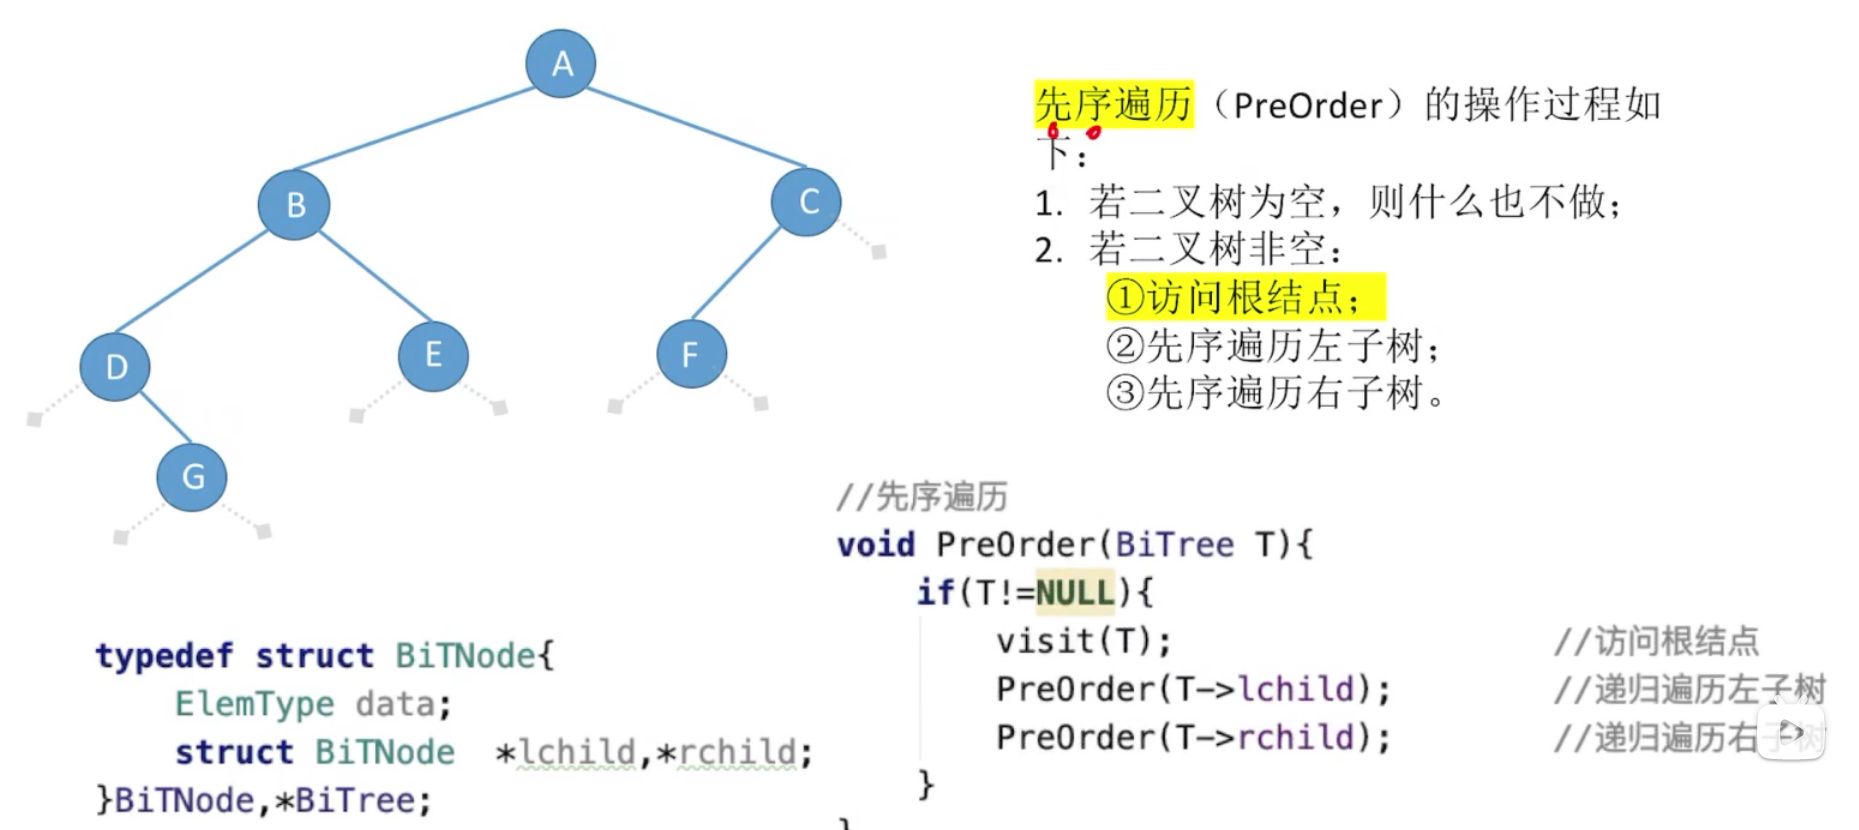 A
B
C
D
E
F
G
先序遍历（PreOrder）的操作过程如
下：
1. 若二叉树为空，则什么也不做；
2. 若二叉树非空：
①访问根结点；
②先序遍历左子树；
③先序遍历右子树。
typedef struct BiTNode{
ElemType data;
struct BiTNode *lchild,*rchild;
}BiTNode,*BiTree;
//先序遍历
void PreOrder(BiTree T){
if(T!=NULL){
visit(T); //访问根结点
PreOrder(T->lchild); //递归遍历左子树
PreOrder(T->rchild); //递归遍历右子树
}
}